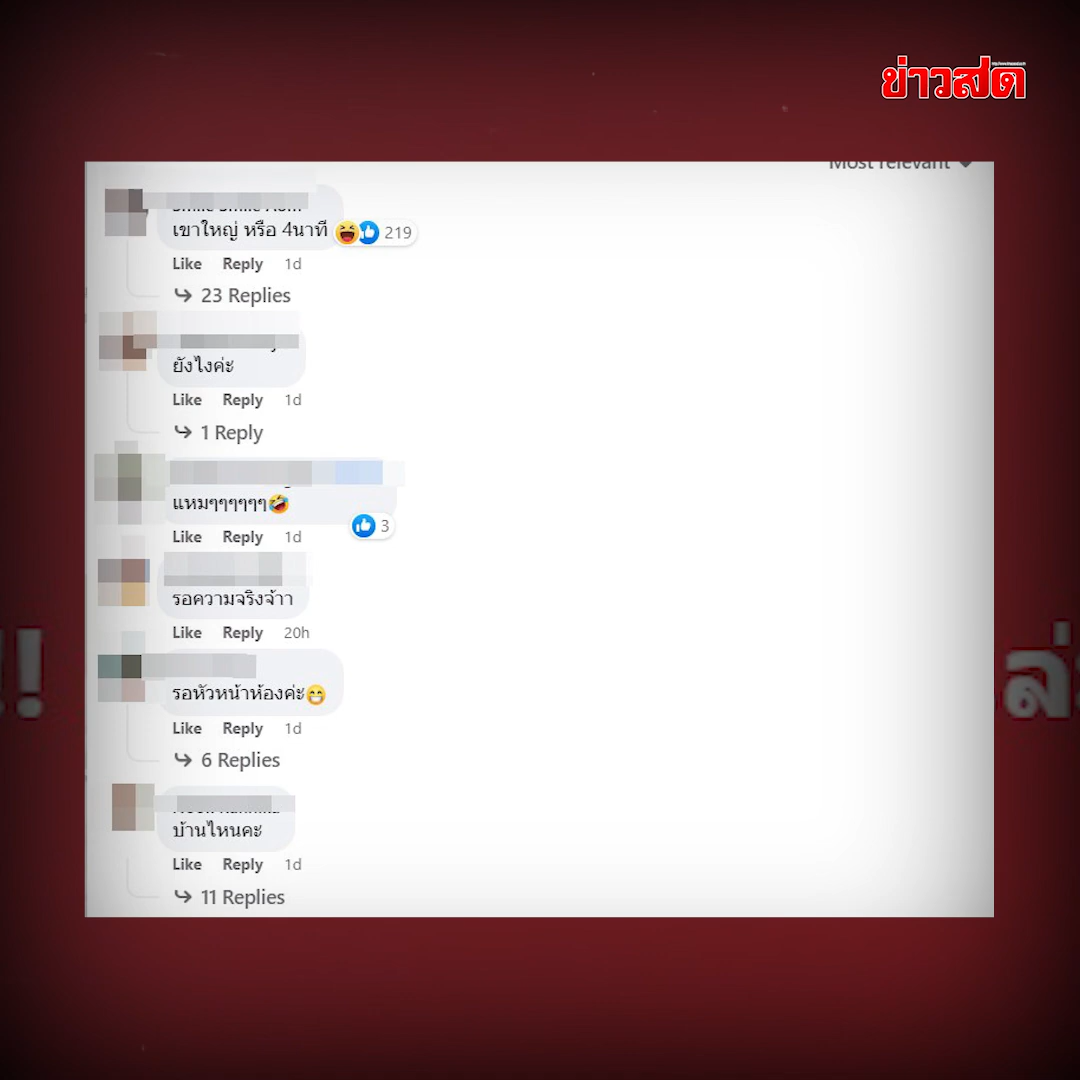 ข่าวสด
Most relevant
เขาใหญ่ หรือ 4นาที
219
Like Reply 1d
23 Replies
ยังไงค่ะ
Like Reply 1d
1 Reply
แหมๆๆๆๆๆๆ🤣
3
Like Reply 1d
รอความจริงจ้าา
Like Reply 20h
รอหัวหน้าห้องค่ะ😁
Like Reply 1d
6 Replies
บ้านไหนคะ
Like Reply 1d
11 Replies